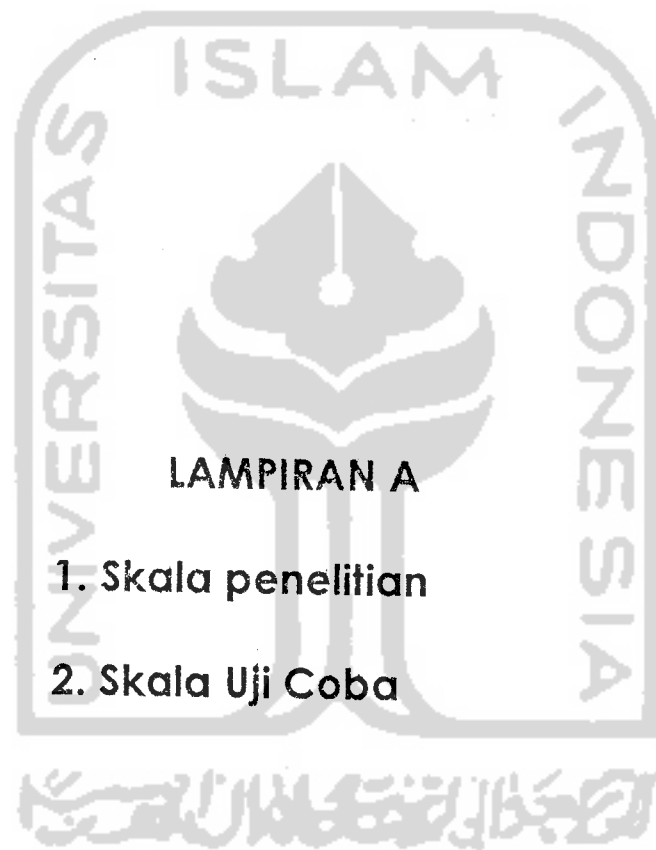 ISLAM
UNIVERSITAS
INDONESIA
LAMPIRAN A
1. Skala penelitian
2. Skala Uji Coba